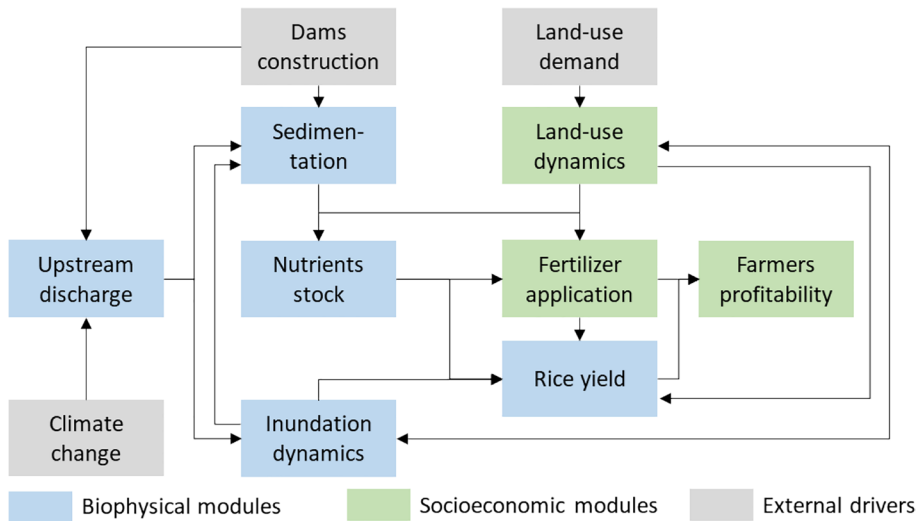 Dams
construction
Land-use
demand
Sedimen-
tation
Land-use
dynamics
Upstream
discharge
Nutrients
stock
Fertilizer
application
Farmers
profitability
Rice yield
Climate
change
Inundation
dynamics
Biophysical modules
Socioeconomic modules
External drivers